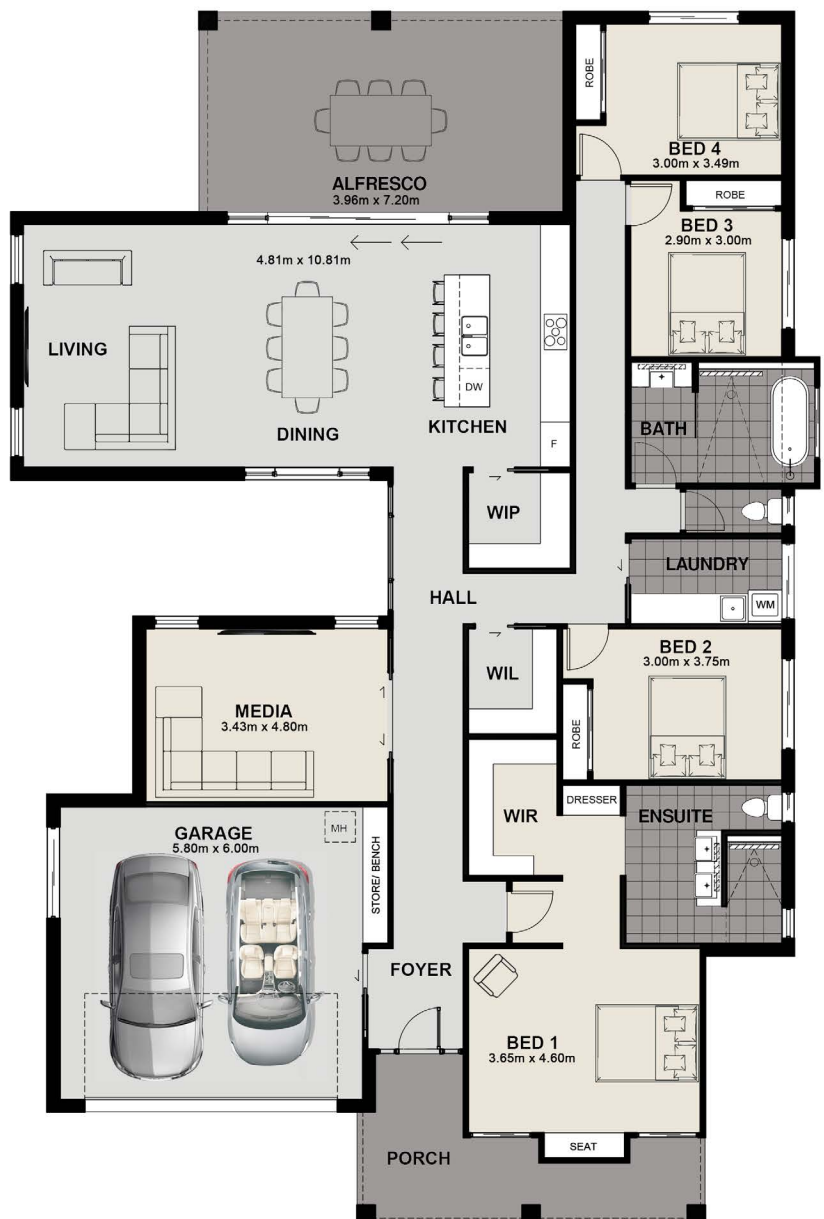 ROBE
BED 4
3.00m x 3.49m
ALFRESCO
3.96m x 7.20m
ROBE
BED 3
2.90m x 3.00m
4.81m x 10.81m
LIVING
DINING
KITCHEN
DW
F
BATH
WIP
LAUNDRY
WM
HALL
WIL
BED 2
3.00m x 3.75m
ROBE
MEDIA
3.43m x 4.80m
WIR
DRESSER
ENSUITE
GARAGE
5.80m x 6.00m
MH
STORE/ BENCH
FOYER
BED 1
3.65m x 4.60m
SEAT
PORCH